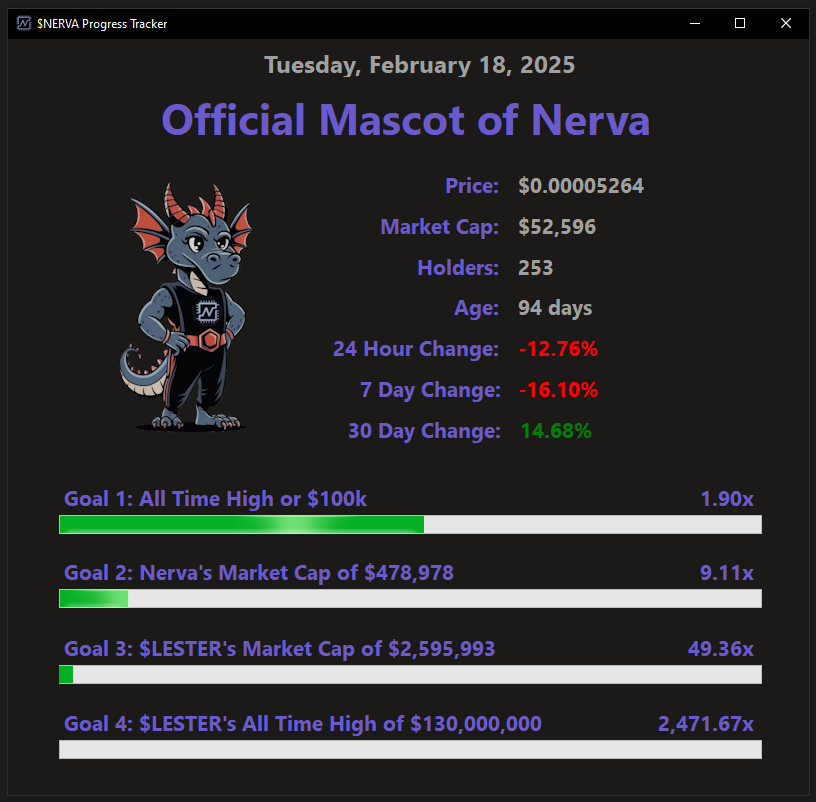 $NERVA Progress Tracker
Tuesday, February 18, 2025
Official Mascot of Nerva
Price: $0.00005264
Market Cap: $52,596
Holders: 253
Age: 94 days
24 Hour Change: -12.76%
7 Day Change: -16.10%
30 Day Change: 14.68%
N
Goal 1: All Time High or $100k 1.90x
Goal 2: Nerva's Market Cap of $478,978 9.11x
Goal 3: $LESTER's Market Cap of $2,595,993 49.36x
Goal 4: $LESTER's All Time High of $130,000,000 2,471.67x